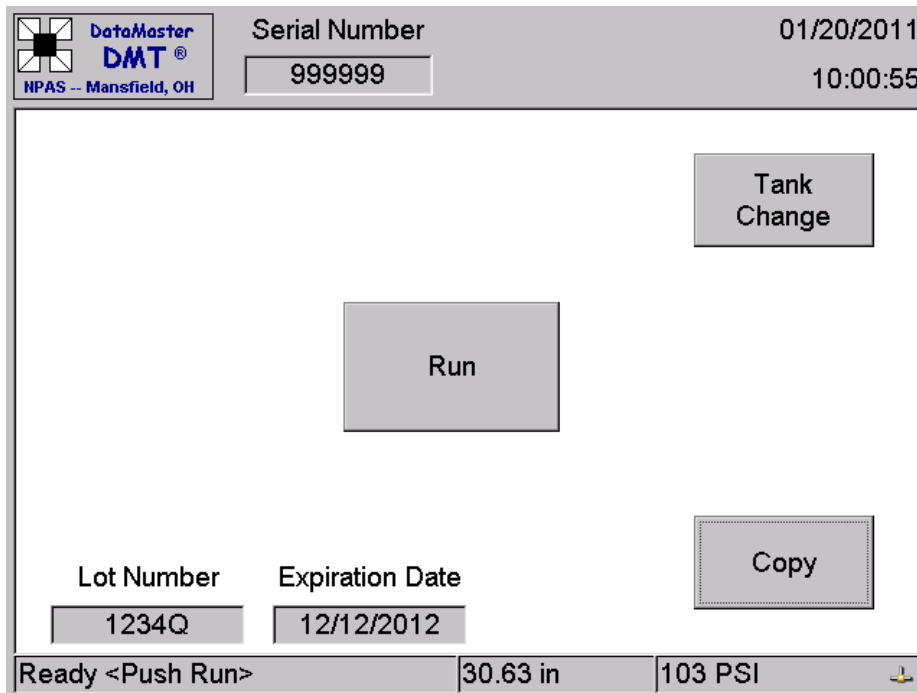 DataMaster
DMT ®
NPAS -- Mansfield, OH
Serial Number
999999
01/20/2011
10:00:55
Tank
Change
Run
Copy
Lot Number
1234Q
Expiration Date
12/12/2012
Ready <Push Run>
30.63 in
103 PSI